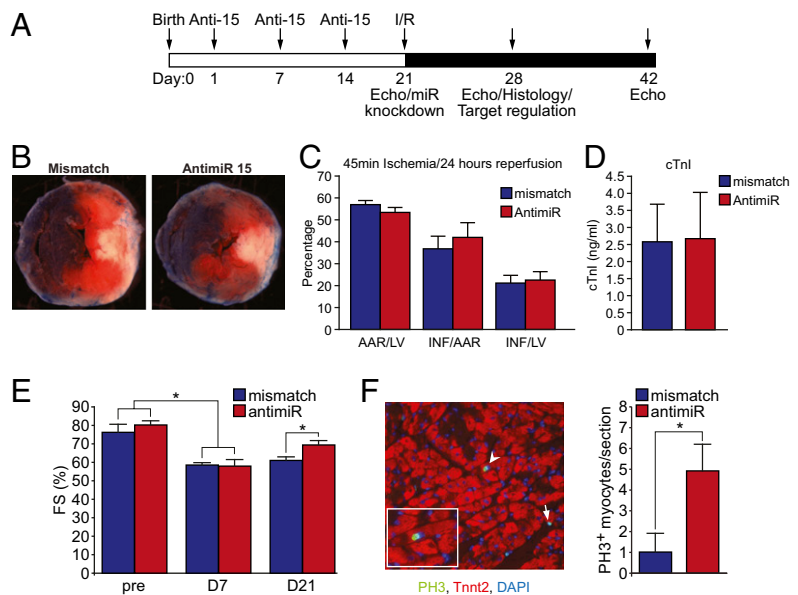 A
Birth Anti-15 Anti-15 Anti-15 I/R
Day:0 1 7 14 21 28 42
Echo/miR Echo/Histology/ Echo
knockdown Target regulation
B
Mismatch AntimiR 15
C
45min Ischemia/24 hours reperfusion
mismatch
AntimiR
Percentage
70
60
50
40
30
20
10
0
AAR/LV INF/AAR INF/LV
D
cTnI
mismatch
AntimiR
cTnI (ng/ml)
4.5
4.0
3.5
3.0
2.5
2.0
1.5
1.0
0.5
0
E
mismatch
antimiR
FS (%)
90
80
70
60
50
40
30
20
10
0
*
*
pre D7 D21
F
PH3, Tnnt2, DAPI
mismatch
antimiR
PH3+ myocytes/section
8
7
6
5
4
3
2
1
0
*